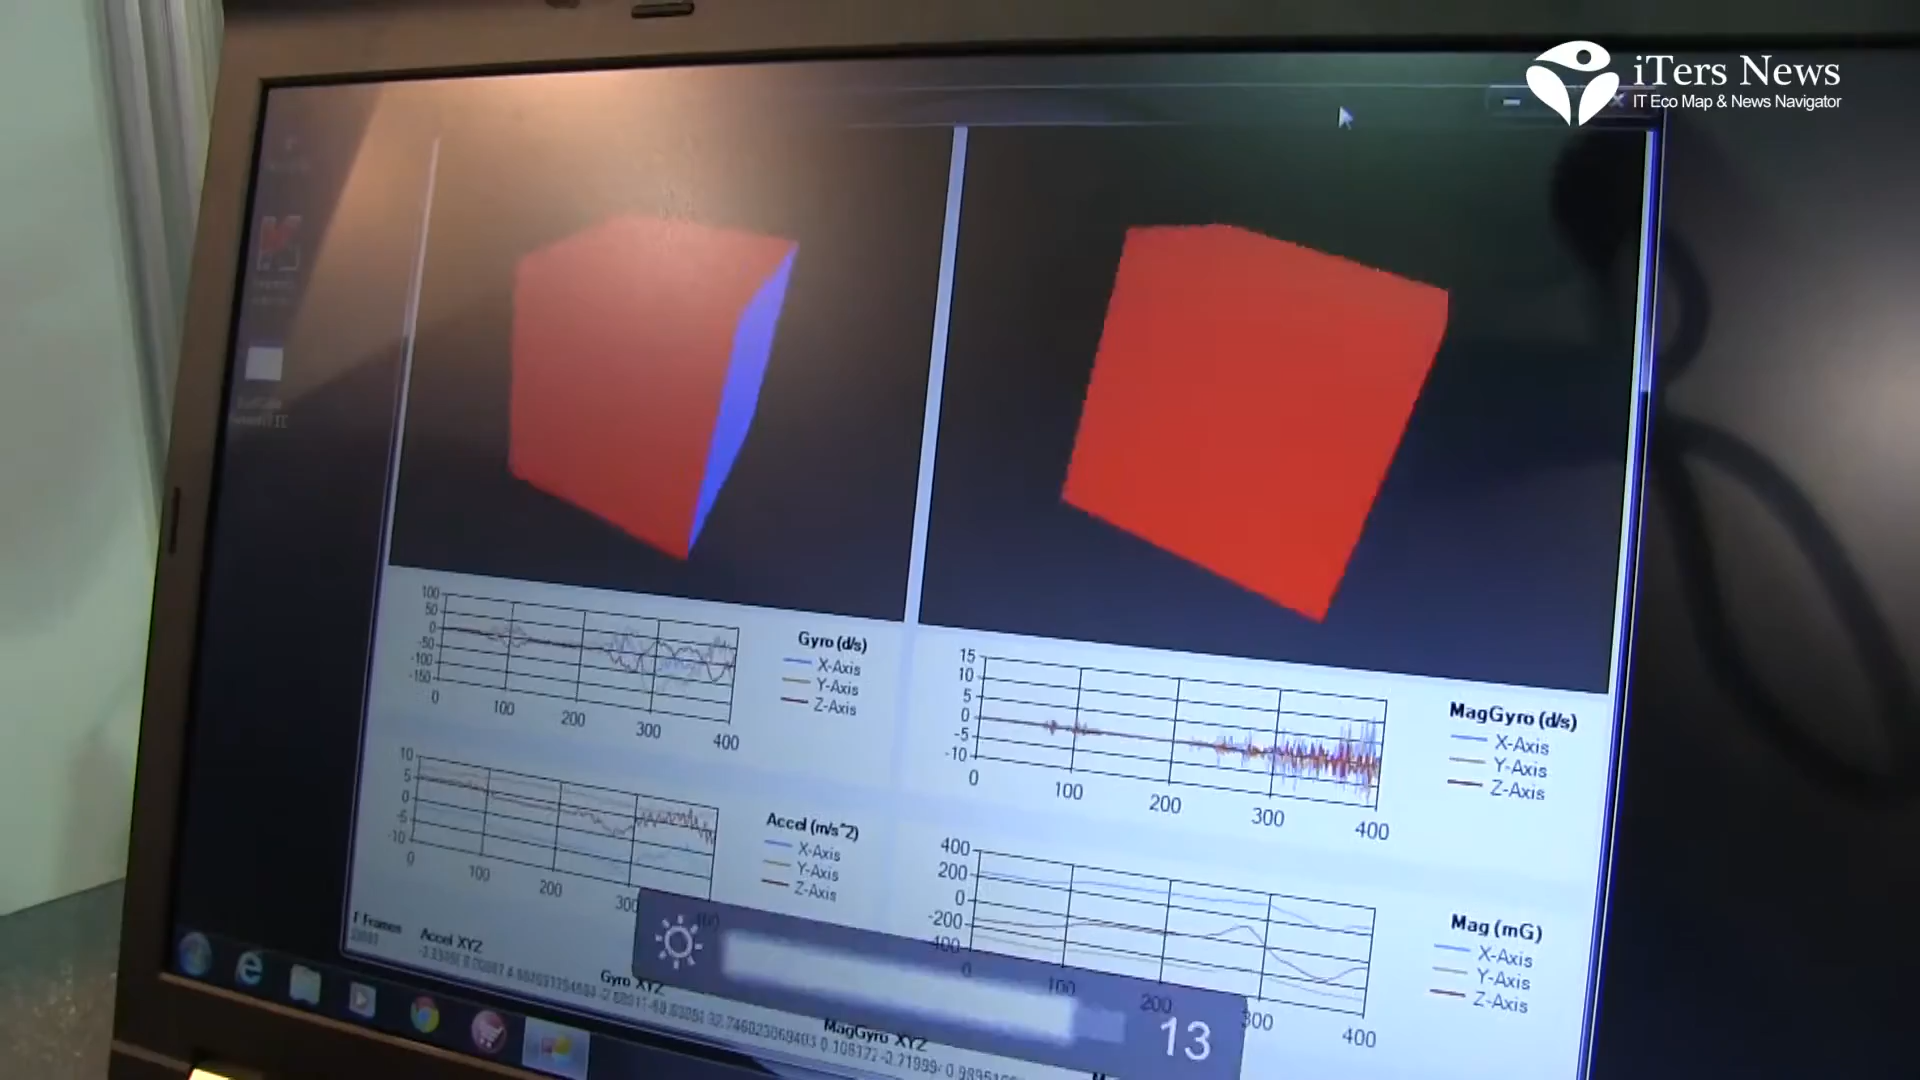 iTers News
IT Eco Map & News Navigator
100
50
0
-50
-100
-150
0
100
200
300
400
Gyro (d/s)
X-Axis
Y-Axis
Z-Axis
15
10
5
0
-5
-10
0
100
200
300
400
MagGyro (d/s)
X-Axis
Y-Axis
Z-Axis
10
5
0
-5
-10
0
100
200
300
Accel (m/s^2)
X-Axis
Y-Axis
Z-Axis
400
200
0
-200
-400
0
100
200
300
400
Mag (mG)
X-Axis
Y-Axis
Z-Axis
Frames
Accel XYZ
Gyro XYZ
MagGyro XYZ
13